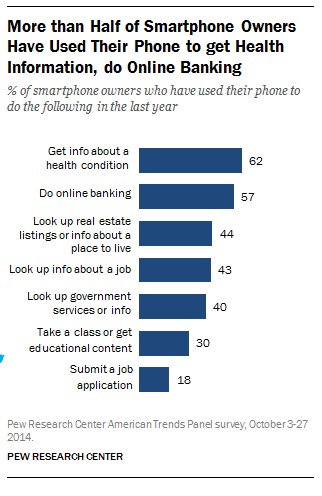 More than Half of Smartphone Owners
Have Used Their Phone to get Health
Information, do Online Banking
% of smartphone owners who have used their phone to
do the following in the last year
Get info about a
health condition
62
Do online banking
57
Look up real estate
listings or info about a
place to live
44
Look up info about a job
43
Look up government
services or info
40
Take a class or get
educational content
30
Submit a job
application
18
Pew Research Center American Trends Panel survey, October 3-27
2014.
PEW RESEARCH CENTER